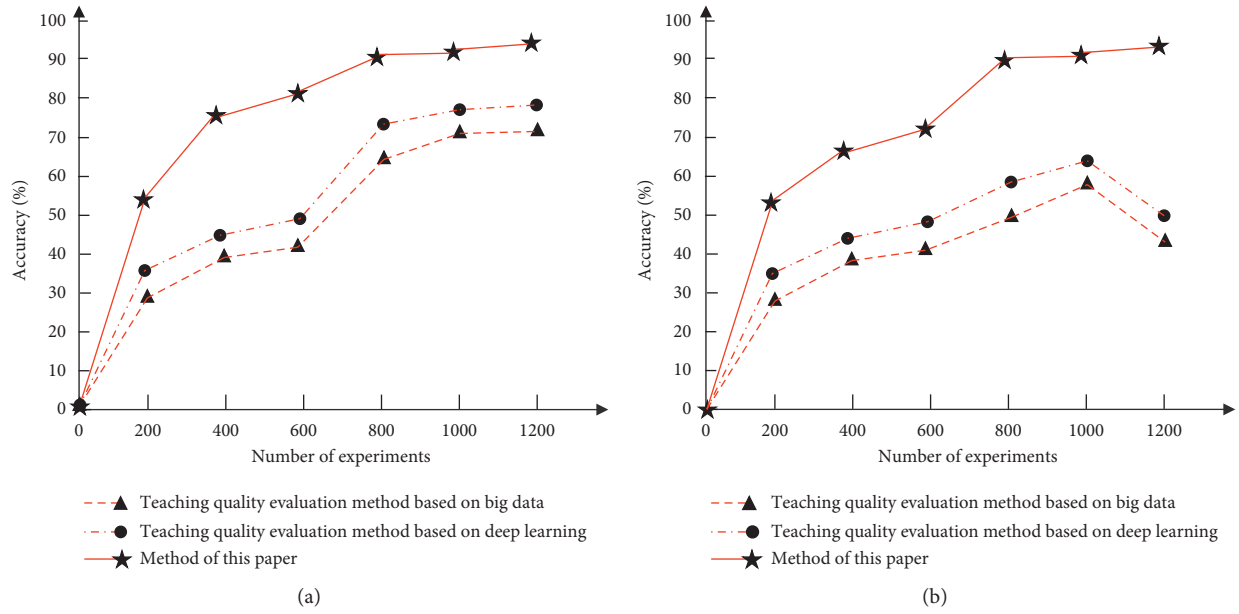 100
90
80
70
60
50
40
30
20
10
0
Accuracy (%)
0 200 400 600 800 1000 1200
Number of experiments
Teaching quality evaluation method based on big data
Teaching quality evaluation method based on deep learning
Method of this paper
(a)
100
90
80
70
60
50
40
30
20
10
0
Accuracy (%)
0 200 400 600 800 1000 1200
Number of experiments
Teaching quality evaluation method based on big data
Teaching quality evaluation method based on deep learning
Method of this paper
(b)